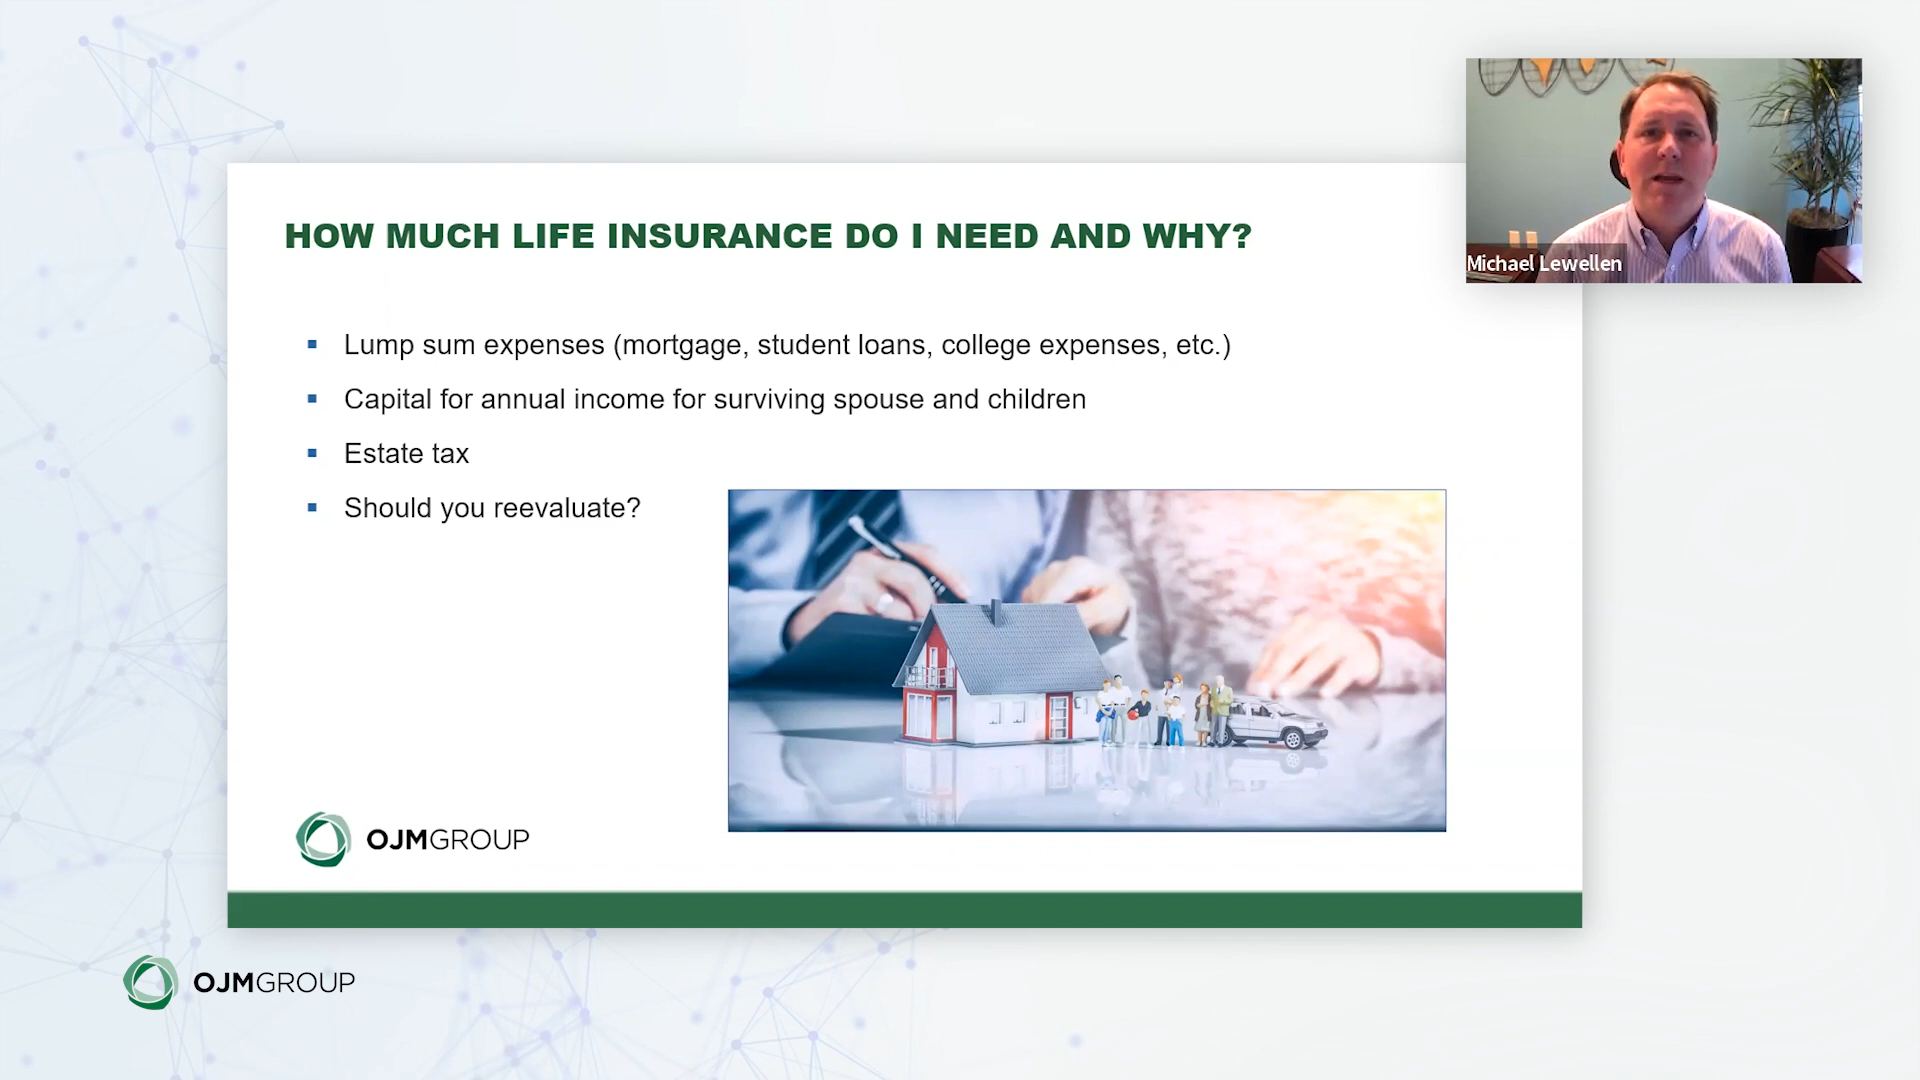 HOW MUCH LIFE INSURANCE DO I NEED AND WHY?
Michael Lewellen
▪ Lump sum expenses (mortgage, student loans, college expenses, etc.)
▪ Capital for annual income for surviving spouse and children
▪ Estate tax
▪ Should you reevaluate?
OJMGROUP
OJMGROUP